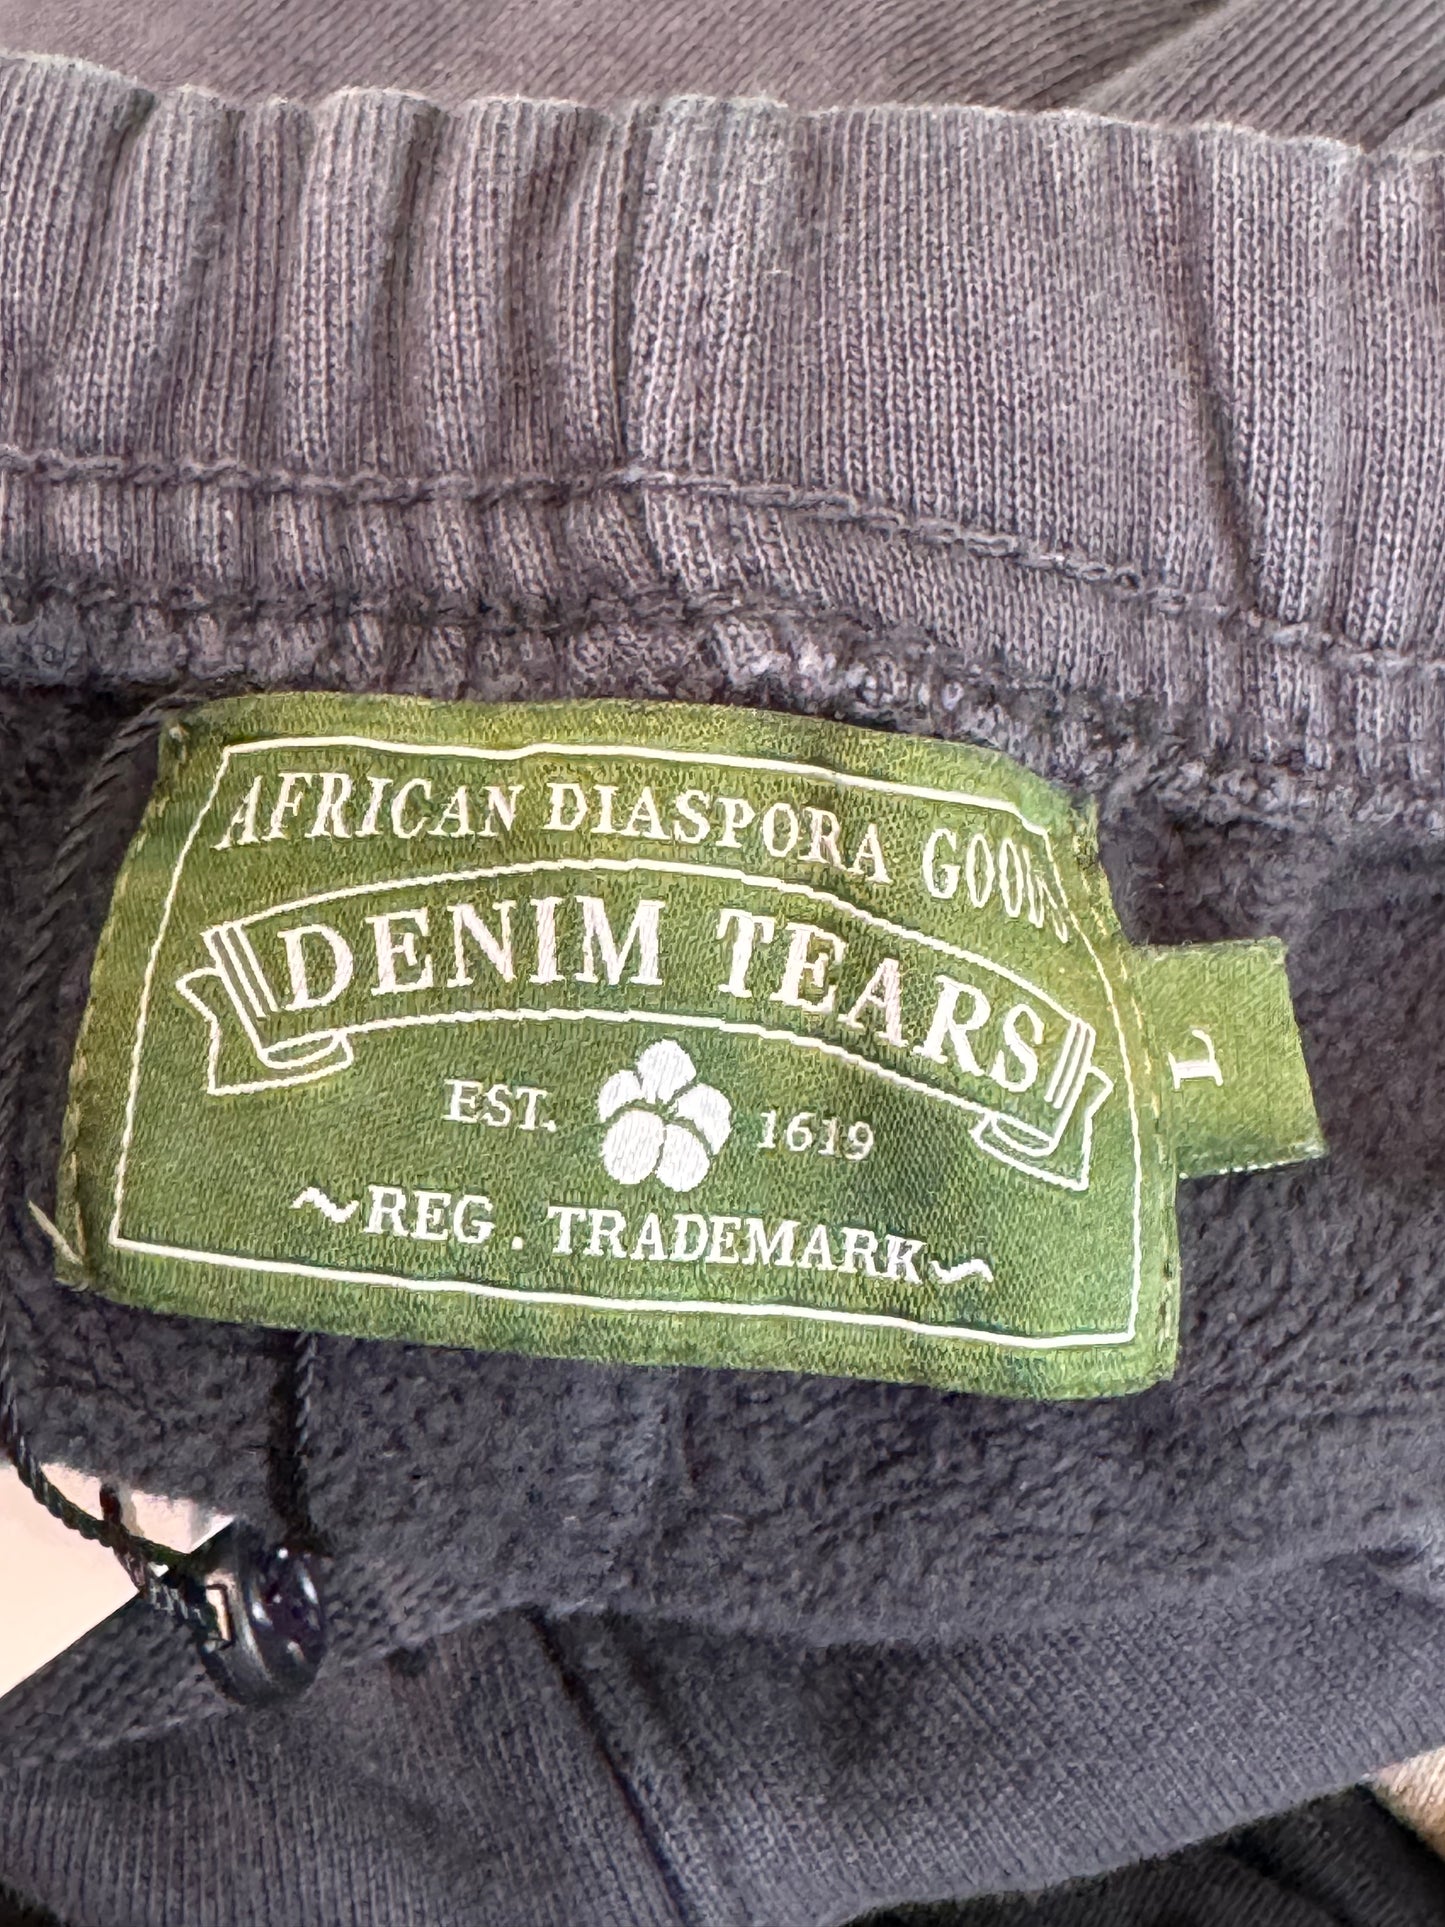 AFRICAN DIASPORA GOODS
DENIM TEARS
EST. 1619
~REG. TRADEMARK~
L